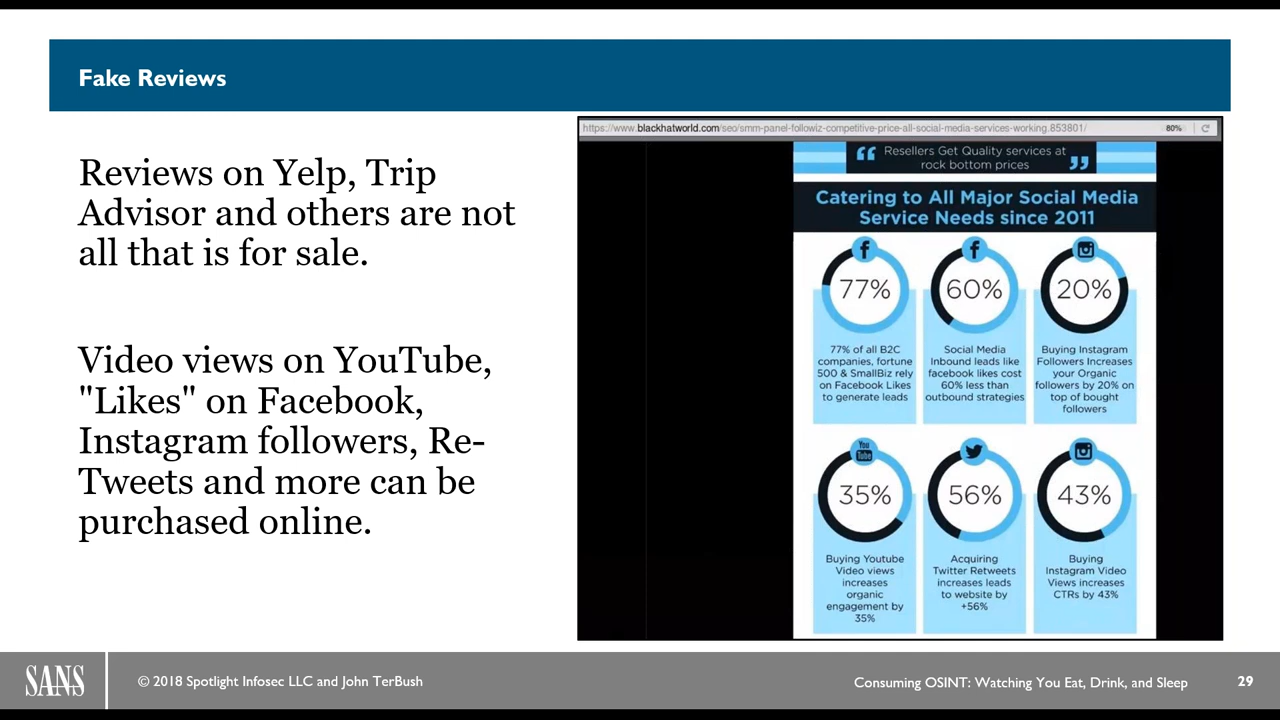 Fake Reviews
Reviews on Yelp, Trip
Advisor and others are not
all that is for sale.
Video views on YouTube,
"Likes" on Facebook,
Instagram followers, Re-
Tweets and more can be
purchased online.
https://www.blackhatworld.com/seo/smm-panel-followiz-competitive-price-all-social-media-services-working.853801/
80%
“ Resellers Get Quality services at
rock bottom prices ”
Catering to All Major Social Media
Service Needs since 2011
77%
77% of all B2C
companies, fortune
500 & SmallBiz rely
on Facebook Likes
to generate leads
60%
Social Media
Inbound leads like
facebook likes cost
60% less than
outbound strategies
20%
Buying Instagram
Followers Increases
your Organic
followers by 20% on
top of bought
followers
You
Tube
35%
Buying Youtube
Video views
increases
organic
engagement by
35%
56%
Acquiring
Twitter Retweets
increases leads
to website by
+56%
43%
Buying
Instagram Video
Views increases
CTRs by 43%
SANS
© 2018 Spotlight Infosec LLC and John TerBush
Consuming OSINT: Watching You Eat, Drink, and Sleep
29